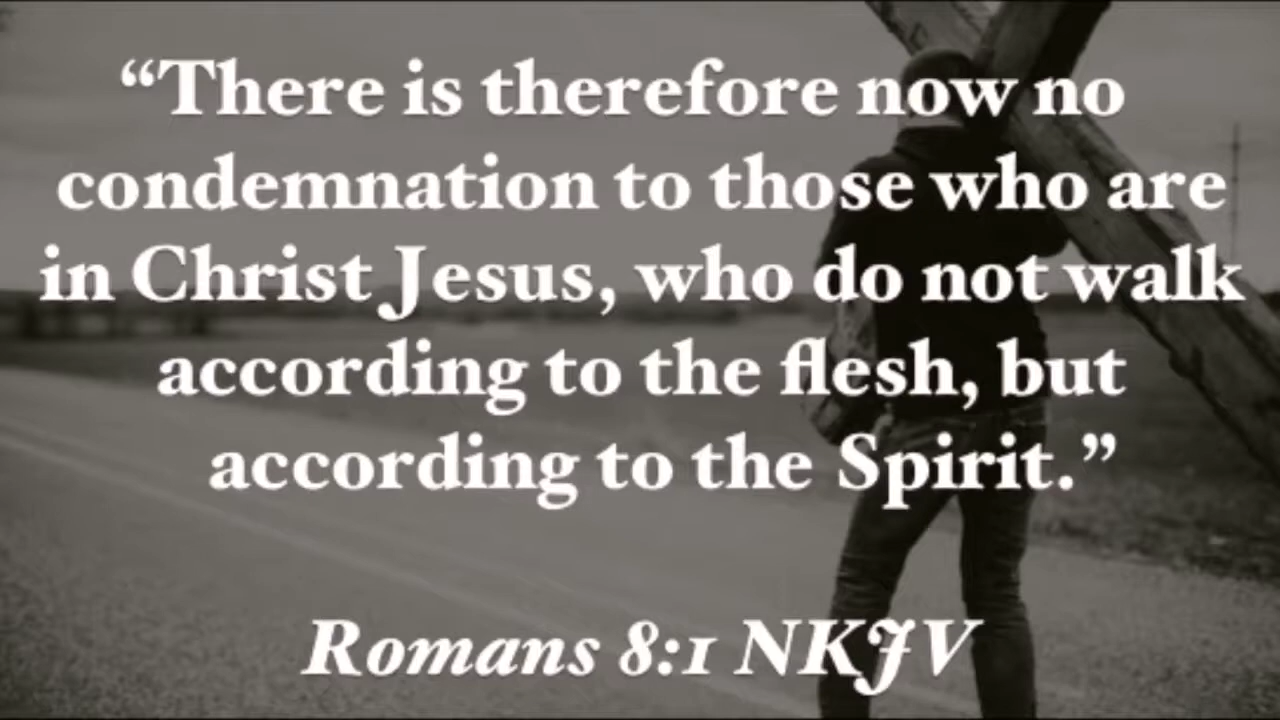 “There is therefore now no
condemnation to those who are
in Christ Jesus, who do not walk
according to the flesh, but
according to the Spirit.”
Romans 8:1 NKJV